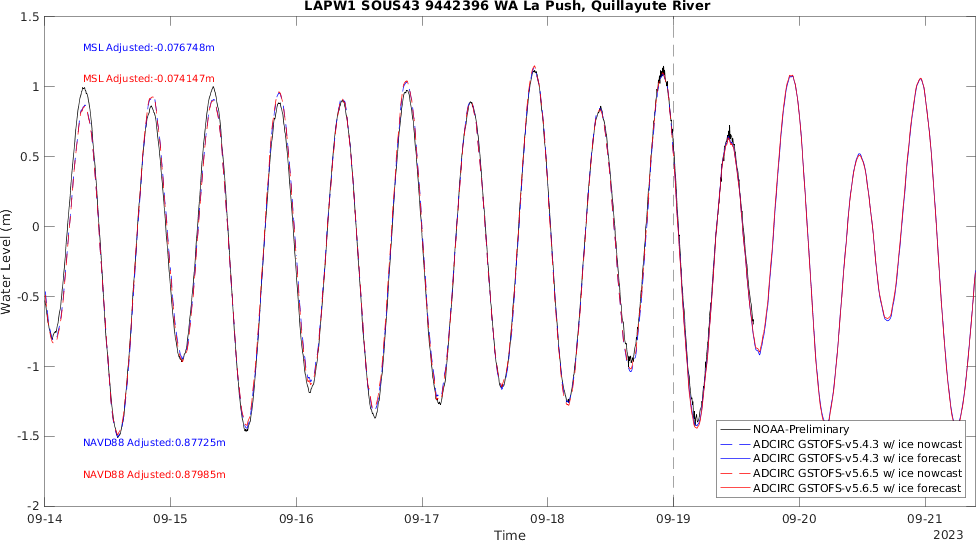 LAPW1 SOUS43 9442396 WA La Push, Quillayute River
1.5
1
0.5
0
-0.5
-1
-1.5
-2
Water Level (m)
MSL Adjusted:-0.076748m
MSL Adjusted:-0.074147m
NAVD88 Adjusted:0.87725m
NAVD88 Adjusted:0.87985m
NOAA-Preliminary
ADCIRC GSTOFS-v5.4.3 w/ ice nowcast
ADCIRC GSTOFS-v5.4.3 w/ ice forecast
ADCIRC GSTOFS-v5.6.5 w/ ice nowcast
ADCIRC GSTOFS-v5.6.5 w/ ice forecast
09-14 09-15 09-16 09-17 09-18 09-19 09-20 09-21
Time
2023